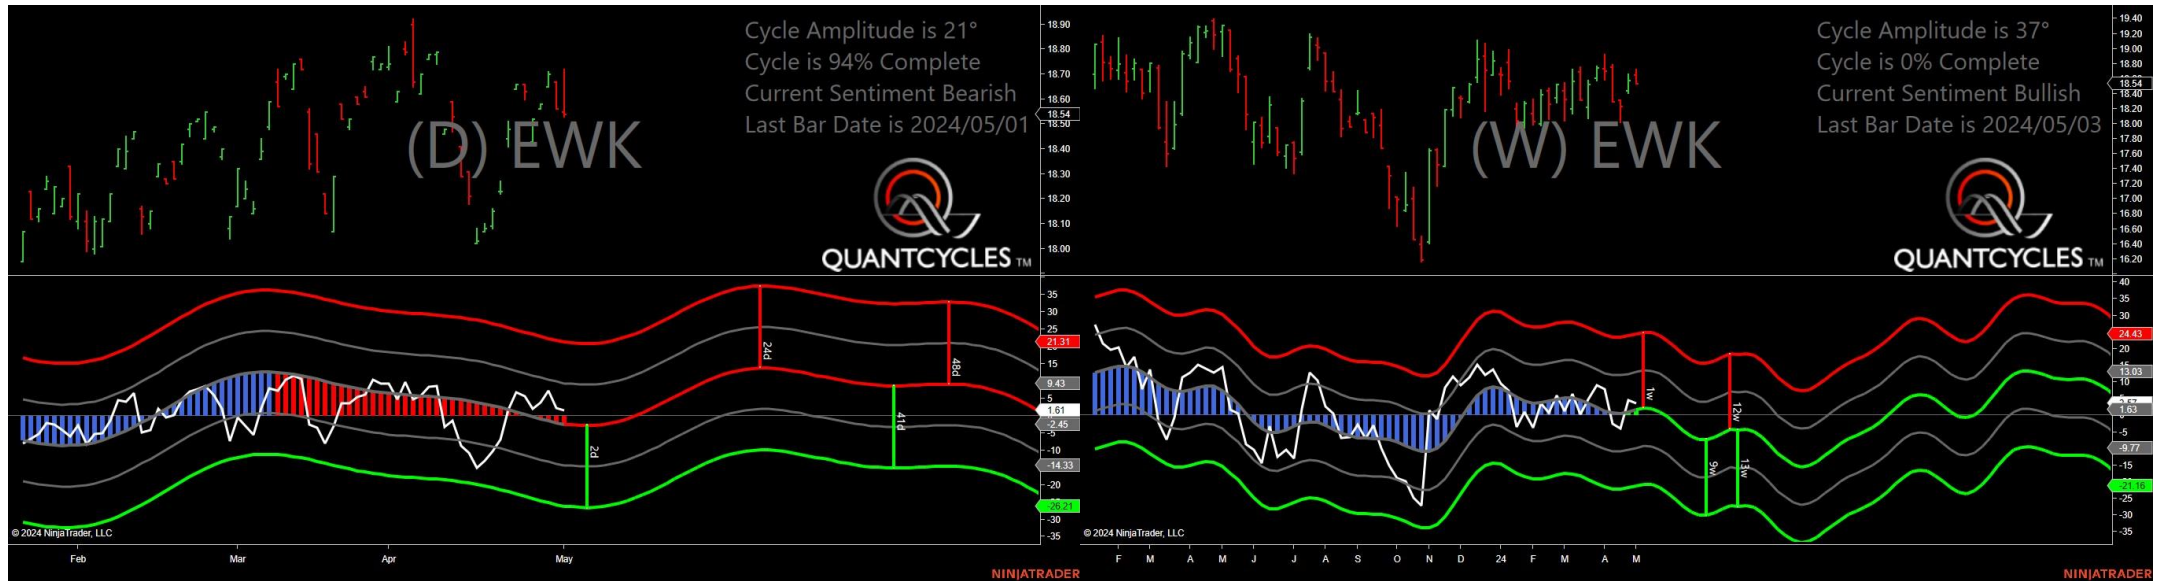 Cycle Amplitude is 21°
Cycle is 94% Complete
Current Sentiment Bearish
Last Bar Date is 2024/05/01
(D) EWK
QUANTCYCLES TM
18.90
18.80
18.70
18.60
18.54
18.50
18.40
18.30
18.20
18.10
18.00
35
30
25
21.31
15
9.43
5
1.61
-2.45
-5
-10
-14.33
-20
-26.21
-30
-35
2d
24d
41d
48d
© 2024 NinjaTrader, LLC
Feb Mar Apr May
NINJATRADER
Cycle Amplitude is 37°
Cycle is 0% Complete
Current Sentiment Bullish
Last Bar Date is 2024/05/03
(W) EWK
QUANTCYCLES TM
19.40
19.20
19.00
18.80
18.54
18.40
18.20
18.00
17.80
17.60
17.40
17.20
17.00
16.80
16.60
16.40
16.20
40
35
30
24.43
20
13.03
10
1.63
-5
-9.77
-15
-21.16
-25
-30
-35
1w
9w
12w
13w
© 2024 NinjaTrader, LLC
F M A M J J A S O N D 24 F M A M
NINJATRADER